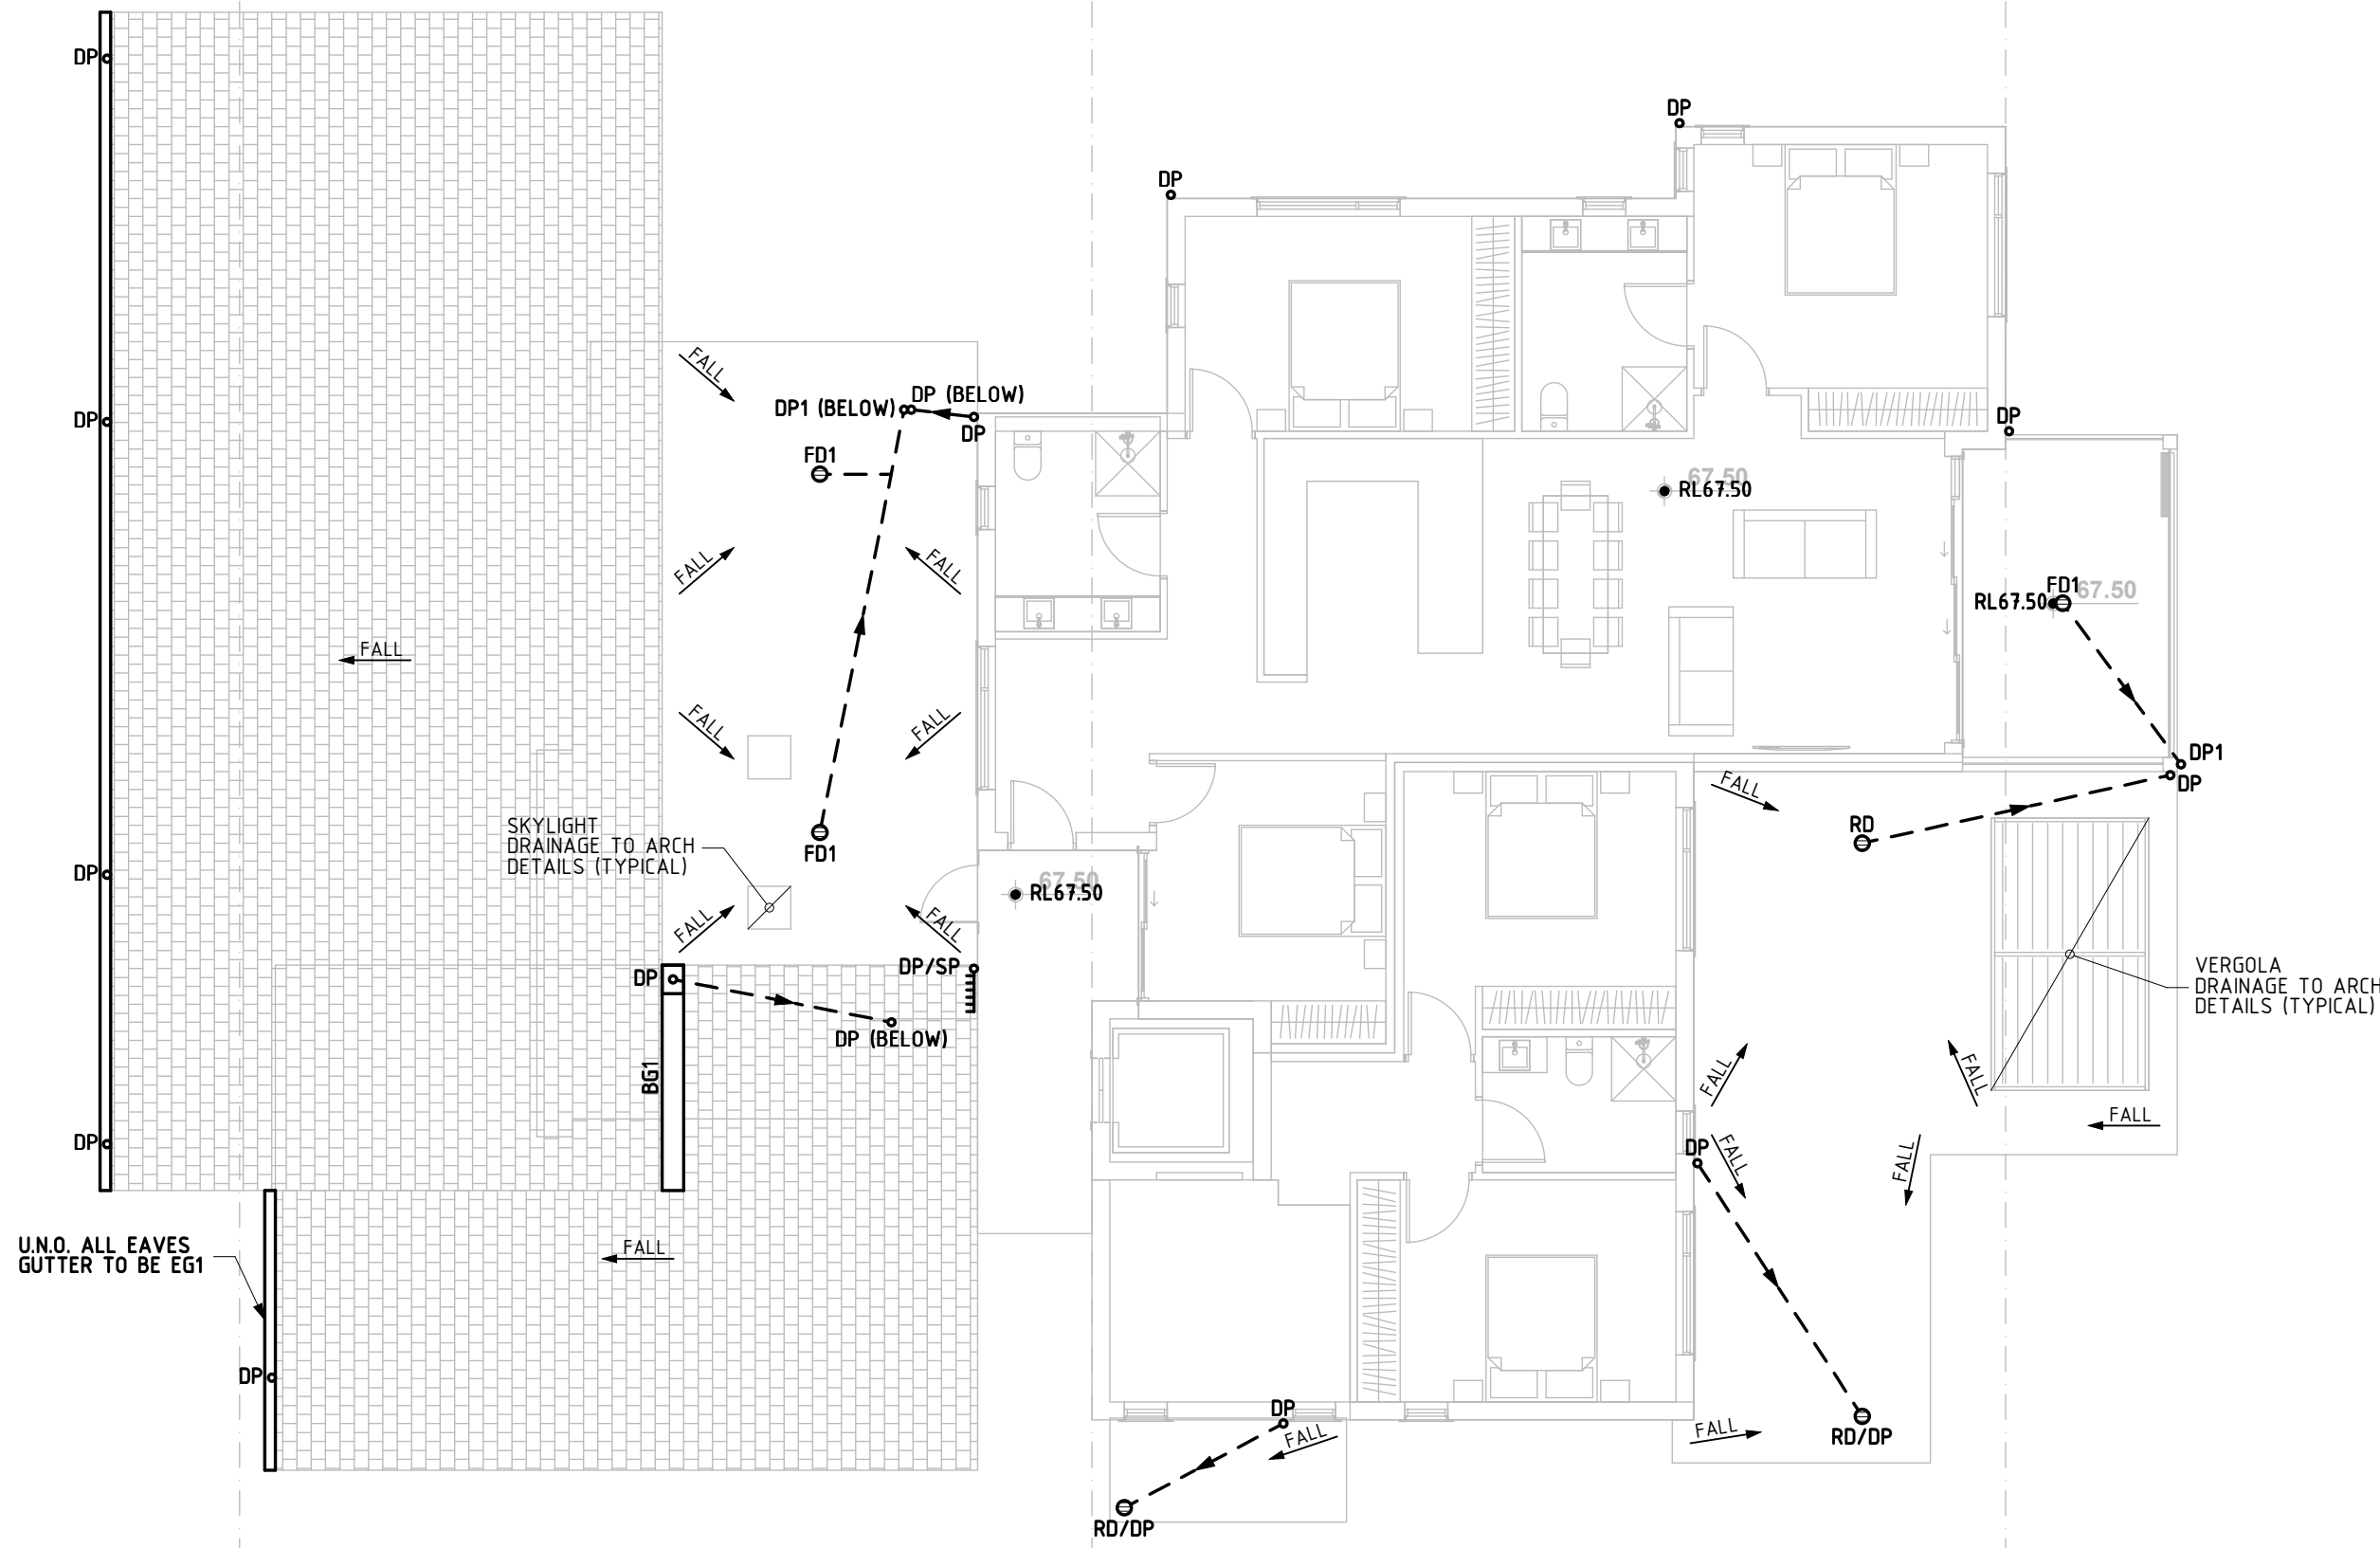 DP
DP
DP
FALL
DP (BELOW)
DP1 (BELOW)
DP
DP
DP
FD1
67.50
RL67.50
FALL
FALL
FD1
67.50
RL67.50
FALL
FALL
FALL
DP1
FALL
DP
SKYLIGHT
DRAINAGE TO ARCH
DETAILS (TYPICAL)
RD
FD1
DP
67.50
RL67.50
FALL
FALL
DP/SP
DP
VERGOLA
DRAINAGE TO ARCH
DETAILS (TYPICAL)
DP (BELOW)
BG1
FALL
FALL
FALL
DP
DP
FALL
FALL
U.N.O. ALL EAVES
GUTTER TO BE EG1
FALL
DP
DP
FALL
FALL
RD/DP
RD/DP